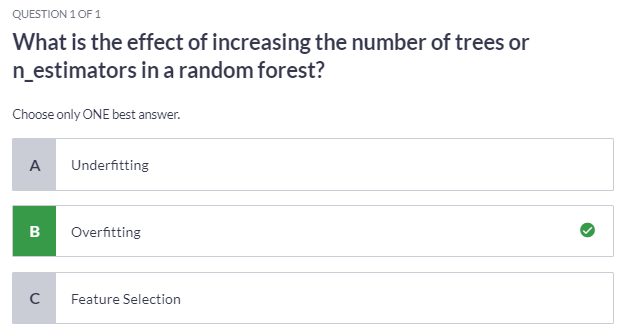 QUESTION 1 OF 1
What is the effect of increasing the number of trees or
n_estimators in a random forest?
Choose only ONE best answer.
A Underfitting
B Overfitting
C Feature Selection